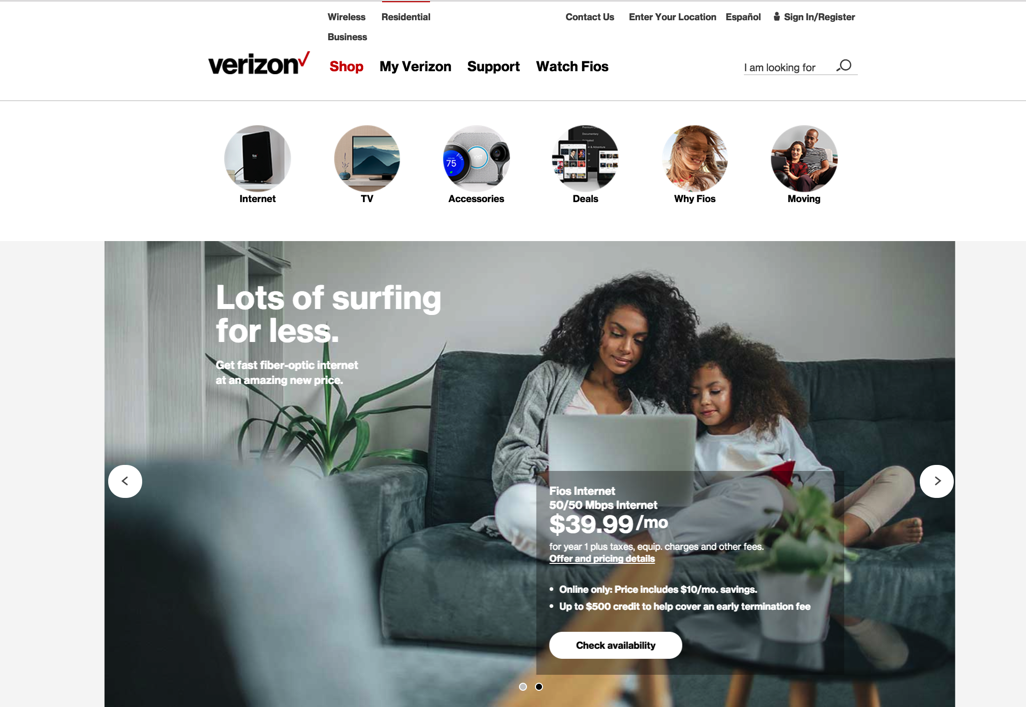 Wireless
Residential
Business
Contact Us
Enter Your Location
Español
Sign In/Register
verizon
Shop
My Verizon
Support
Watch Fios
I am looking for
75
Internet
TV
Accessories
Deals
Why Fios
Moving
Lots of surfing
for less.
Get fast fiber-optic internet
at an amazing new price.
Fios Internet
50/50 Mbps Internet
$39.99/mo
for year 1 plus taxes, equip. charges and other fees.
Offer and pricing details
• Online only: Price includes $10/mo. savings.
• Up to $500 credit to help cover an early termination fee
Check availability